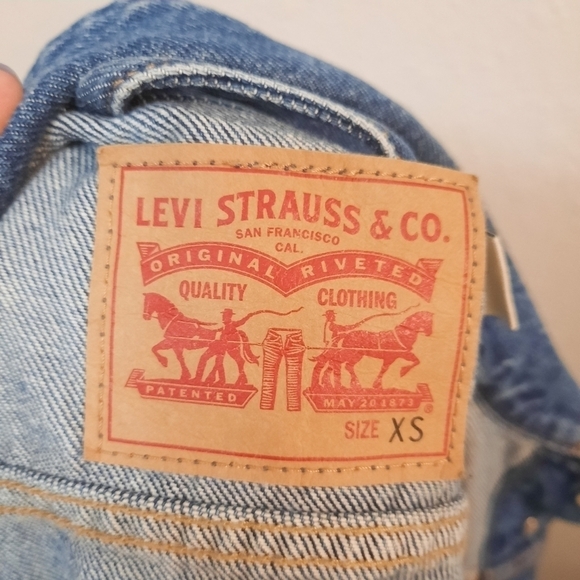 LEVI STRAUSS & CO.
SAN FRANCISCO
CAL.
ORIGINAL RIVETED
QUALITY CLOTHING
PATENTED MAY 20 1873 ®
SIZE XS